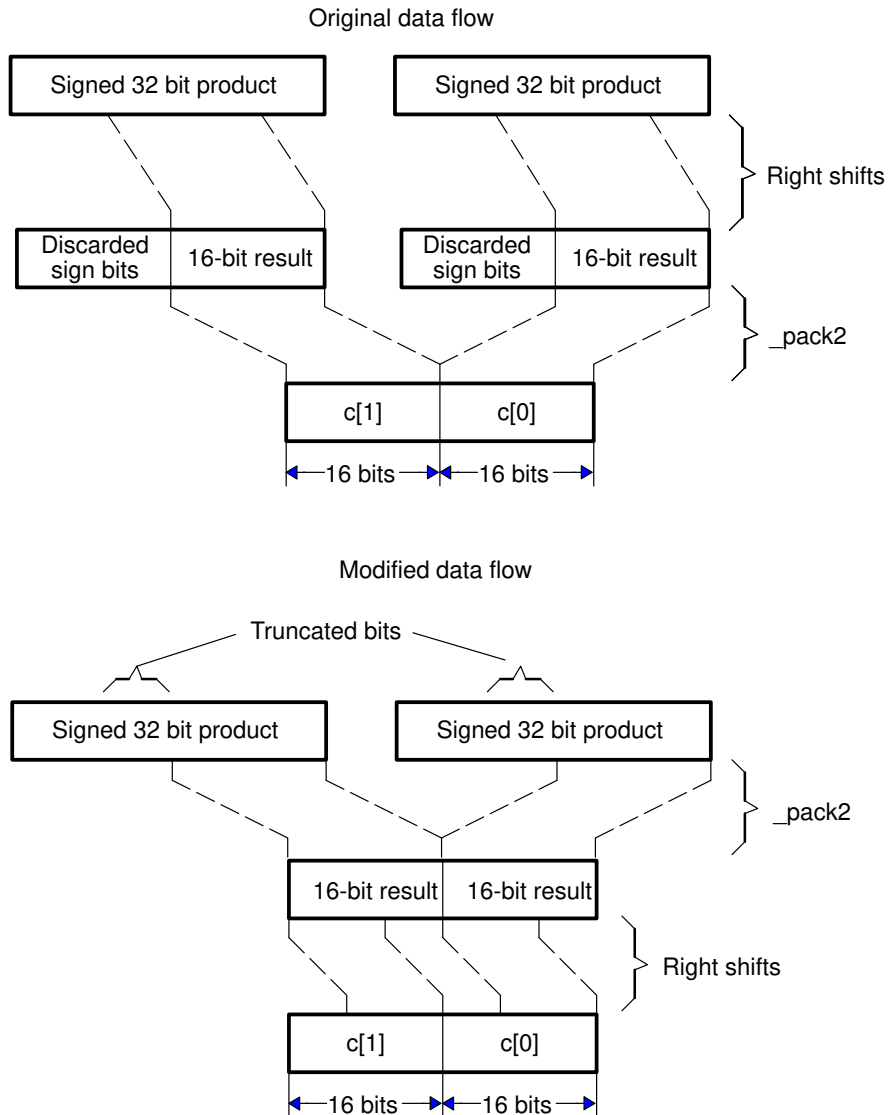 Original data flow
Signed 32 bit product
Signed 32 bit product
Right shifts
Discarded
sign bits
16-bit result
Discarded
sign bits
16-bit result
_pack2
c[1]
c[0]
16 bits
16 bits
Modified data flow
Truncated bits
Signed 32 bit product
Signed 32 bit product
_pack2
16-bit result
16-bit result
Right shifts
c[1]
c[0]
16 bits
16 bits